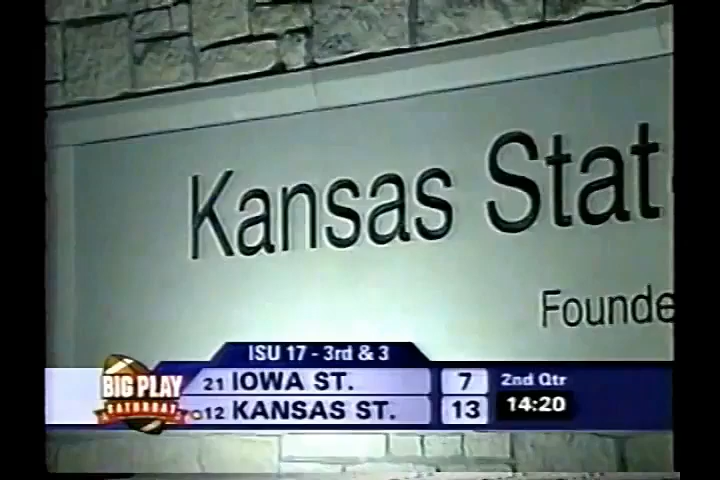 Kansas Stat
Founde
ISU 17 - 3rd & 3
BIG PLAY
SATURDAY
21 IOWA ST. 7 2nd Qtr
12 KANSAS ST. 13 14:20